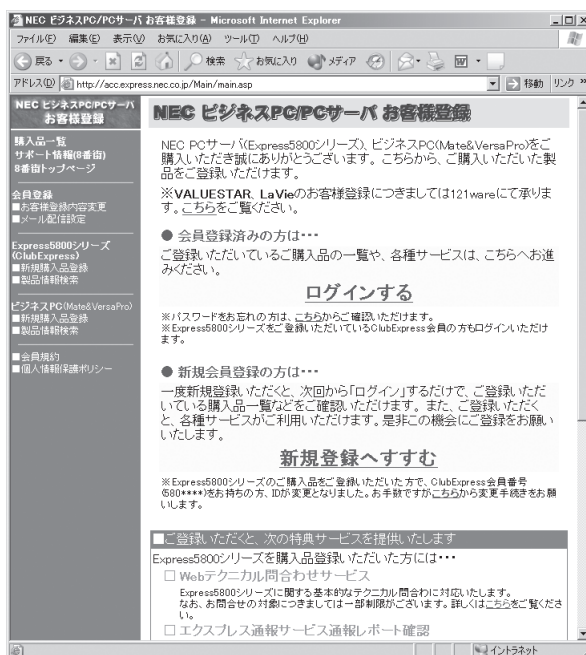 NEC ビジネスPC/PCサーバ お客様登録 - Microsoft Internet Explorer
ファイル(F) 編集(E) 表示(V) お気に入り(A) ツール(T) ヘルプ(H)
戻る 検索 お気に入り メディア
アドレス(D) http://acc.express.nec.co.jp/Main/main.asp 移動 リンク »
NEC ビジネスPC/PCサーバ
お客様登録
購入品一覧
サポート情報(8番街)
8番街トップページ
会員登録
■お客様登録内容変更
■メール配信設定
Express5800シリーズ
(ClubExpress)
■新規購入品登録
■製品情報検索
ビジネスPC(Mate&VersaPro)
■新規購入品登録
■製品情報検索
■会員規約
■個人情報保護ポリシー
NEC ビジネスPC/PCサーバ お客様登録
NEC PCサーバ(Express5800シリーズ)、ビジネスPC(Mate&VersaPro)をご
購入いただき誠にありがとうございます。こちらから、ご購入いただいた製
品をご登録いただけます。
※VALUESTAR、LaVieのお客様登録につきましては121wareにて承りま
す。こちらをご覧ください。
● 会員登録済みの方は・・・
ご登録いただいているご購入品の一覧や、各種サービスは、こちらへお進
みください。
ログインする
※パスワードをお忘れの方は、こちらからご確認いただけます。
※Express5800シリーズをご登録いただいているClubExpress会員の方もログインいただけ
ます。
● 新規会員登録の方は・・・
一度新規登録いただくと、次回から「ログイン」するだけで、ご登録いただ
いている購入品一覧などをご確認いただけます。また、ご登録いただく
と、各種サービスがご利用いただけます。是非この機会にご登録をお願い
いたします。
新規登録へすすむ
※Express5800シリーズのご購入品をご登録いただいた方で、ClubExpress会員番号
(580****)をお持ちの方、IDが変更となりました。お手数ですがこちらから変更手続きをお願
いします。
■ご登録いただくと、次の特典サービスを提供いたします
Express5800シリーズを購入品登録いただいた方には・・・
□ Webテクニカル問合わせサービス
Express5800シリーズに関する基本的なテクニカル問合わせに対応いたします。
なお、お問合せの対象につきましては一部制限がございます。詳しくはこちらをご覧くださ
い。
□ エクスプレス通報サービス通報レポート確認
イントラネット